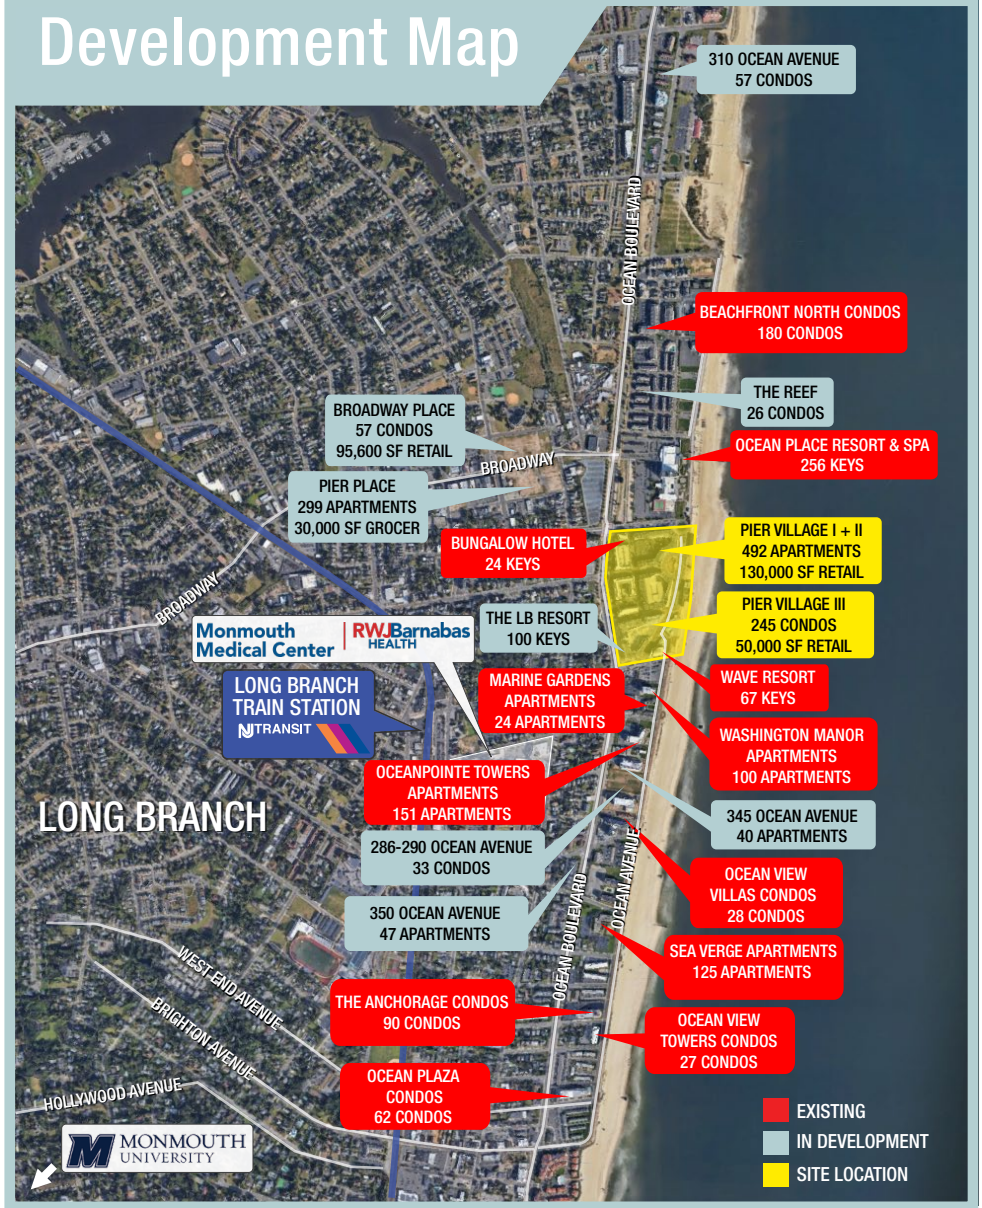 Development Map
310 OCEAN AVENUE
57 CONDOS
OCEAN BOULEVARD
BEACHFRONT NORTH CONDOS
180 CONDOS
THE REEF
26 CONDOS
BROADWAY PLACE
57 CONDOS
95,600 SF RETAIL
BROADWAY
OCEAN PLACE RESORT & SPA
256 KEYS
PIER PLACE
299 APARTMENTS
30,000 SF GROCER
BUNGALOW HOTEL
24 KEYS
PIER VILLAGE I + II
492 APARTMENTS
130,000 SF RETAIL
BROADWAY
THE LB RESORT
100 KEYS
PIER VILLAGE III
245 CONDOS
50,000 SF RETAIL
Monmouth
Medical Center
RWJBarnabas
HEALTH
WAVE RESORT
67 KEYS
LONG BRANCH
TRAIN STATION
NJ TRANSIT
MARINE GARDENS
APARTMENTS
24 APARTMENTS
WASHINGTON MANOR
APARTMENTS
100 APARTMENTS
OCEANPOINTE TOWERS
APARTMENTS
151 APARTMENTS
LONG BRANCH
345 OCEAN AVENUE
40 APARTMENTS
286-290 OCEAN AVENUE
33 CONDOS
OCEAN AVENUE
OCEAN VIEW
VILLAS CONDOS
28 CONDOS
350 OCEAN AVENUE
47 APARTMENTS
OCEAN BOULEVARD
SEA VERGE APARTMENTS
125 APARTMENTS
WEST END AVENUE
BRIGHTON AVENUE
THE ANCHORAGE CONDOS
90 CONDOS
OCEAN VIEW
TOWERS CONDOS
27 CONDOS
HOLLYWOOD AVENUE
OCEAN PLAZA
CONDOS
62 CONDOS
M MONMOUTH
UNIVERSITY
EXISTING
IN DEVELOPMENT
SITE LOCATION